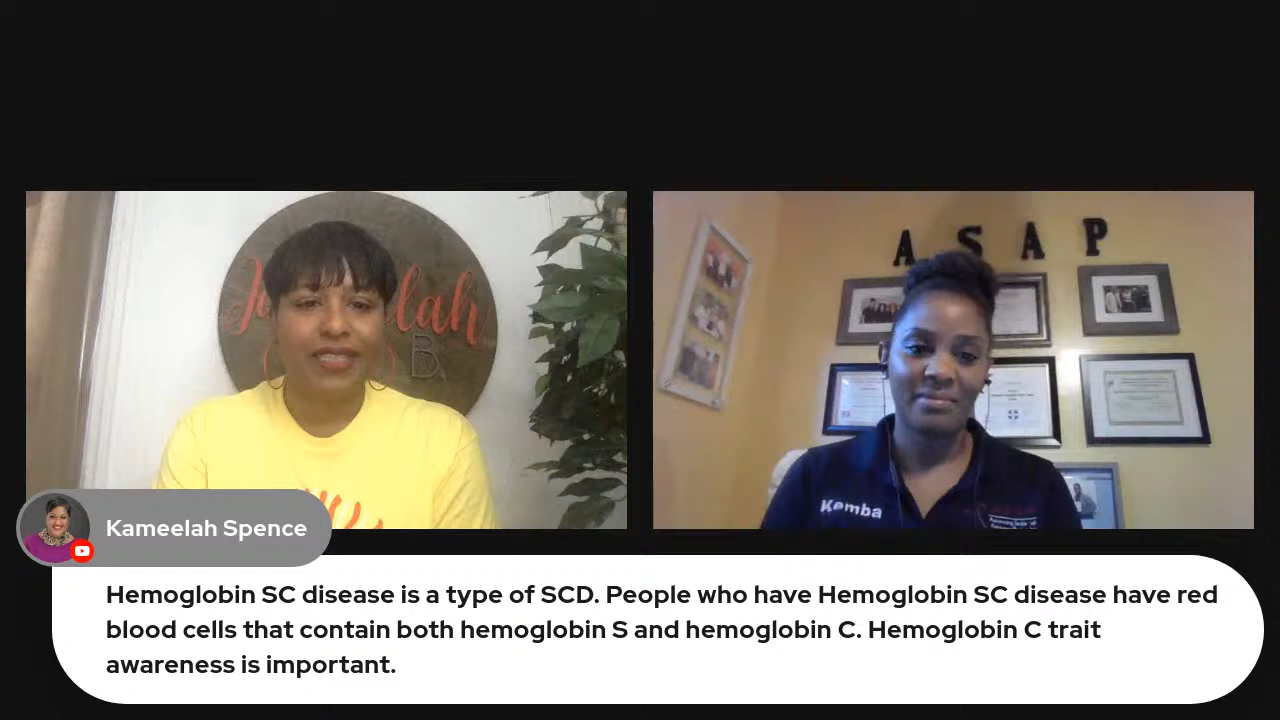 A S A P
B.
Kemba
Kameelah Spence
Hemoglobin SC disease is a type of SCD. People who have Hemoglobin SC disease have red
blood cells that contain both hemoglobin S and hemoglobin C. Hemoglobin C trait
awareness is important.